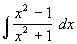 ∫ (x² − 1)/(x² + 1) dx